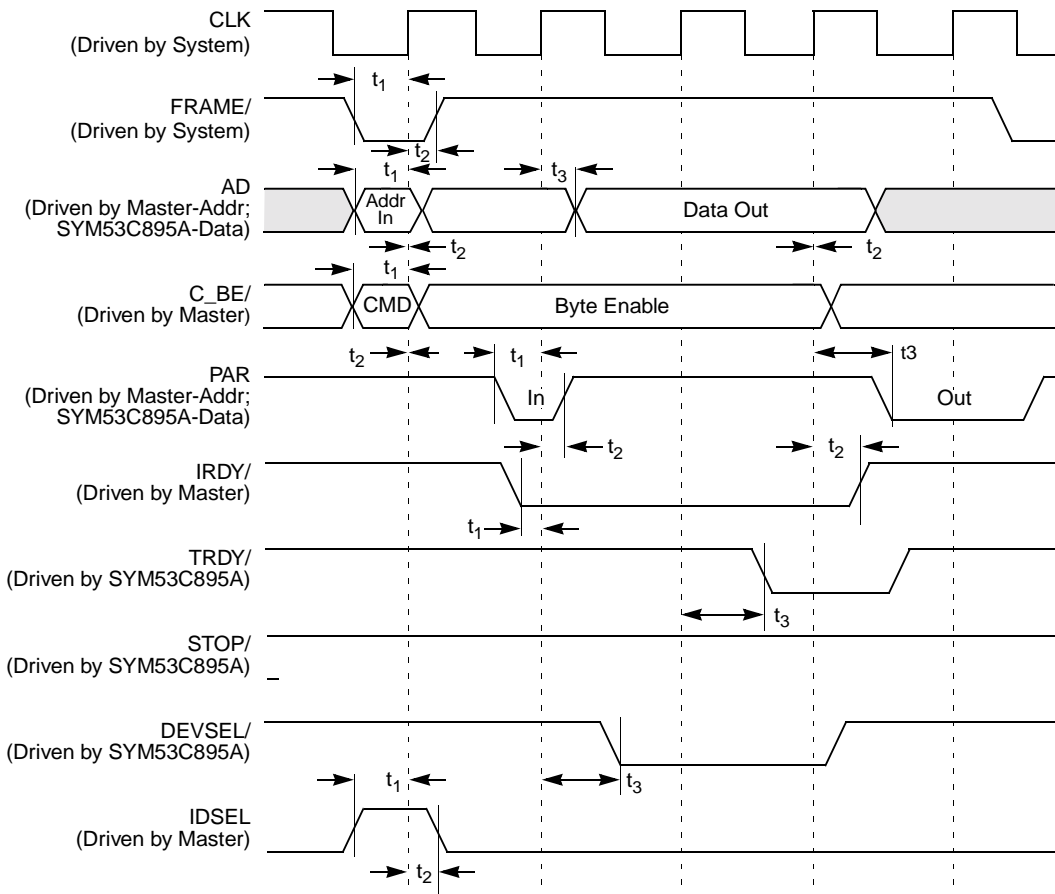 CLK
(Driven by System)
t1
FRAME/
(Driven by System)
t2
t1
t3
AD
(Driven by Master-Addr;
SYM53C895A-Data)
Addr
In
Data Out
t2
t2
t1
C_BE/
(Driven by Master)
CMD
Byte Enable
t2
t1
t3
PAR
(Driven by Master-Addr;
SYM53C895A-Data)
In
Out
t2
t2
IRDY/
(Driven by Master)
t1
TRDY/
(Driven by SYM53C895A)
t3
STOP/
(Driven by SYM53C895A)
DEVSEL/
(Driven by SYM53C895A)
t1
t3
IDSEL
(Driven by Master)
t2